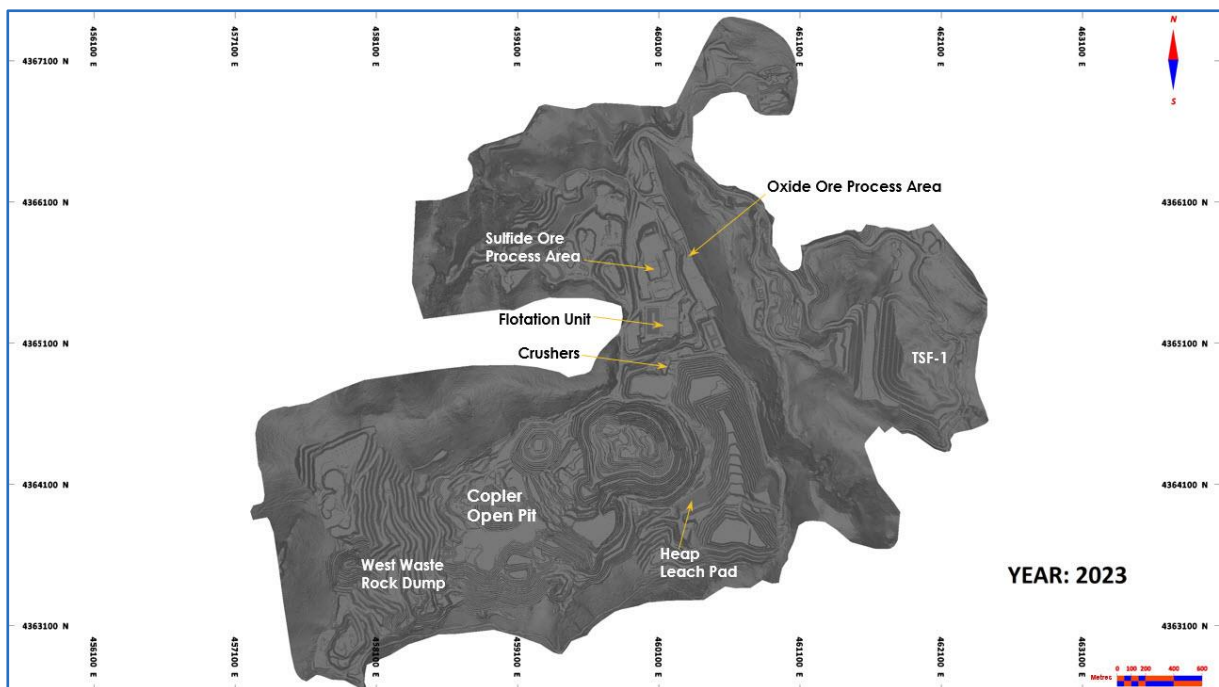 456100 E
457100 E
458100 E
459100 E
460100 E
461100 E
462100 E
463100 E
N
S
4367100 N
4367100 N
4366100 N
4366100 N
Oxide Ore Process Area
Sulfide Ore
Process Area
Flotation Unit
Crushers
4365100 N
4365100 N
TSF-1
4364100 N
4364100 N
Copler
Open Pit
West Waste
Rock Dump
Heap
Leach Pad
YEAR: 2023
4363100 N
4363100 N
456100 E
457100 E
458100 E
459100 E
460100 E
461100 E
462100 E
463100 E
Metres
0 100 200 400 600